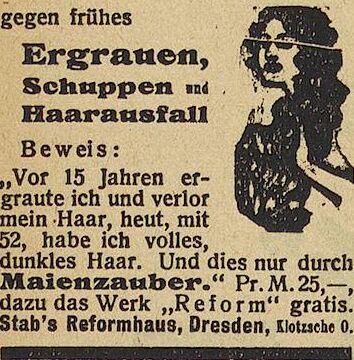 gegen frühes
Ergrauen,
Schuppen und
Haarausfall
Beweis:
„Vor 15 Jahren er-
graute ich und verlor
mein Haar, heut, mit
52, habe ich volles,
dunkles Haar. Und dies nur durch
Maienzauber.“ Pr. M. 25,—,
dazu das Werk „Reform“ gratis.
Stab's Reformhaus, Dresden, Klotzsche 0.